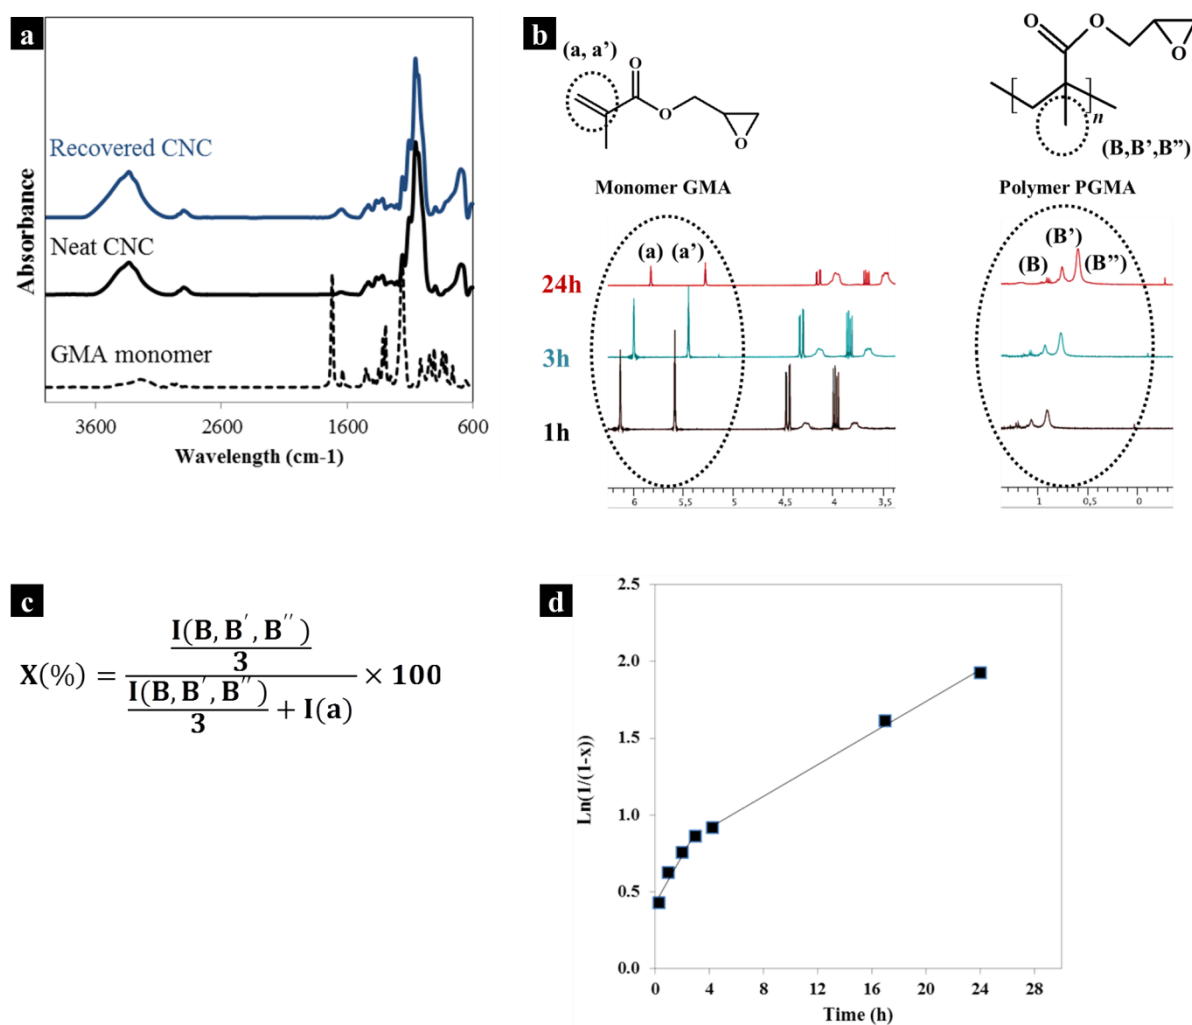 a
Absorbance
Recovered CNC
Neat CNC
GMA monomer
3600 2600 1600 600
Wavelength (cm-1)
b
(a, a’)
O
O
O
Monomer GMA
O
O
O
n
(B,B’,B”)
Polymer PGMA
(a) (a’)
24h
3h
1h
6 5,5 5 4,5 4 3,5
(B’)
(B) (B”)
1 0,5 0
c
X(%) = I(B, B′, B′′)/3 / (I(B, B′, B′′)/3 + I(a)) × 100
d
2.5
2.0
1.5
1.0
0.5
0.0
Ln(1/(1-x))
0 4 8 12 16 20 24 28
Time (h)